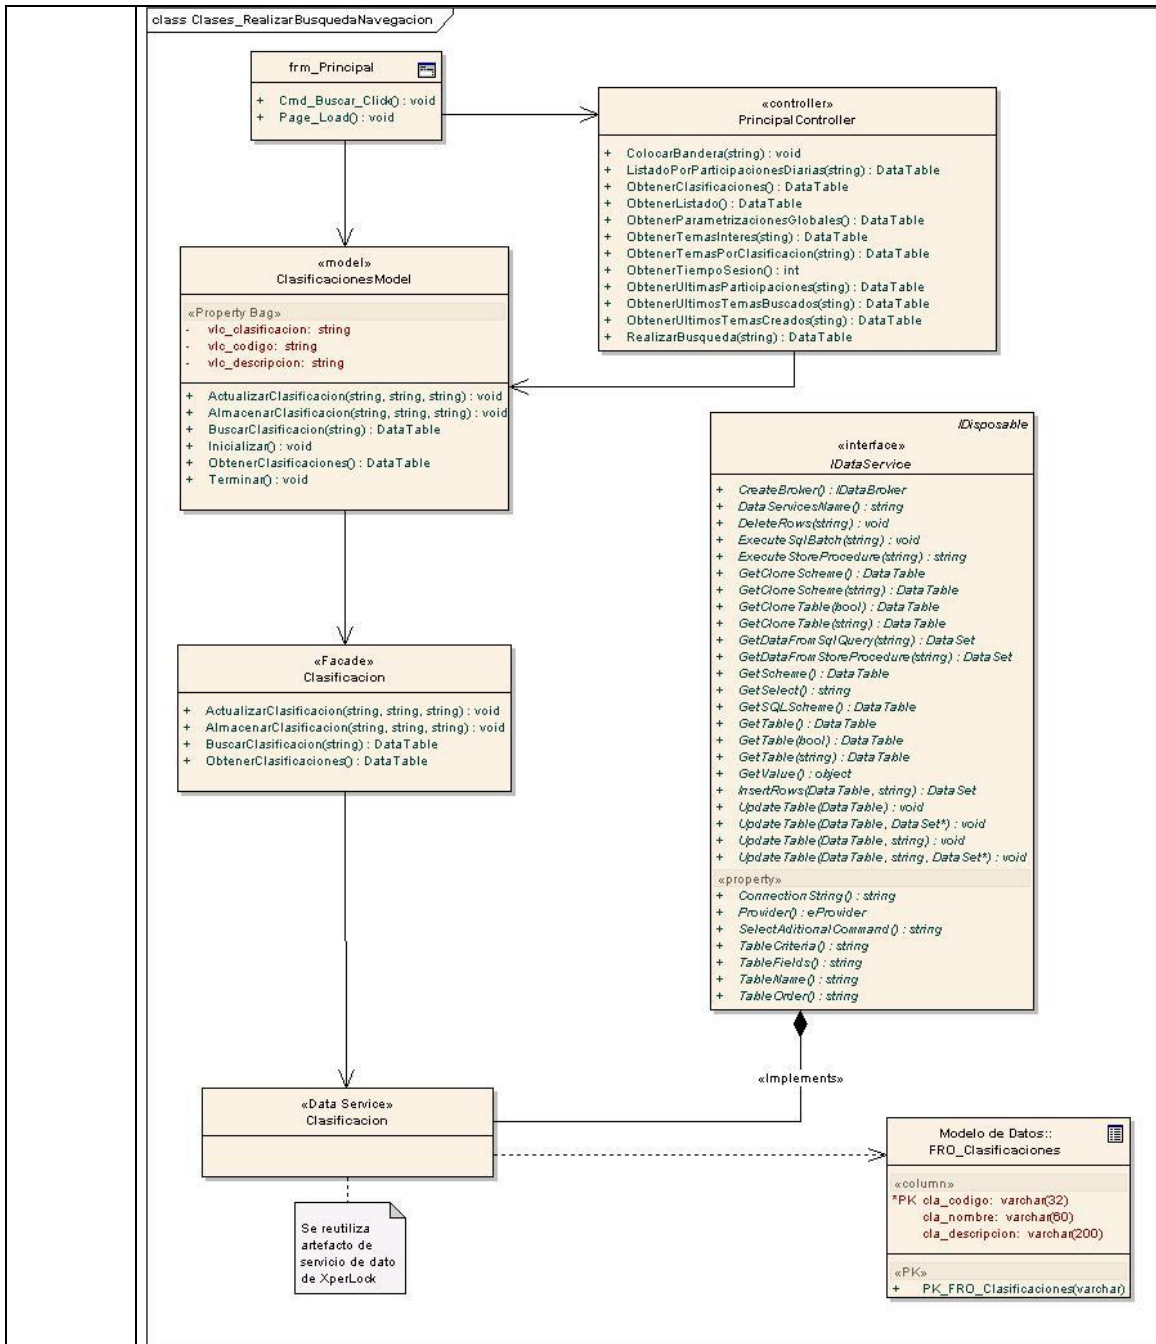 class Clases_RealizarBusquedaNavegacion
frm_Principal
+ Cmd_Buscar_Click() : void
+ Page_Load() : void
«controller»
PrincipalController
+ ColocarBandera(string) : void
+ ListadoPorParticipacionesDiarias(string) : DataTable
+ ObtenerClasificaciones() : DataTable
+ ObtenerListado() : DataTable
+ ObtenerParametrizacionesGlobales() : DataTable
+ ObtenerTemasInteres(sting) : DataTable
+ ObtenerTemasPorClasificacion(string) : DataTable
+ ObtenerTiempoSesion() : int
+ ObtenerUltimasParticipaciones(sting) : DataTable
+ ObtenerUltimosTemasBuscados(sting) : DataTable
+ ObtenerUltimosTemasCreados(sting) : DataTable
+ RealizarBusqueda(string) : DataTable
«model»
ClasificacionesModel
«Property Bag»
- vlc_clasificacion: string
- vlc_codigo: string
- vlc_descripcion: string
+ ActualizarClasificacion(string, string, string) : void
+ AlmacenarClasificacion(string, string, string) : void
+ BuscarClasificacion(string) : DataTable
+ Inicializar() : void
+ ObtenerClasificaciones() : DataTable
+ Terminar() : void
IDisposable
«interface»
IDataService
+ CreateBroker() : IDataBroker
+ DataServicesName() : string
+ DeleteRows(string) : void
+ ExecuteSqlBatch(string) : void
+ ExecuteStoreProcedure(string) : string
+ GetCloneScheme() : DataTable
+ GetCloneScheme(string) : DataTable
+ GetCloneTable(bool) : DataTable
+ GetCloneTable(string) : DataTable
+ GetDataFromSqlQuery(string) : DataSet
+ GetDataFromStoreProcedure(string) : DataSet
+ GetScheme() : DataTable
+ GetSelect() : string
+ GetSQLScheme() : DataTable
+ GetTable() : DataTable
+ GetTable(bool) : DataTable
+ GetTable(string) : DataTable
+ GetValue() : object
+ InsertRows(DataTable, string) : DataSet
+ UpdateTable(DataTable) : void
+ UpdateTable(DataTable, DataSet*) : void
+ UpdateTable(DataTable, string) : void
+ UpdateTable(DataTable, string, DataSet*) : void
«property»
+ ConnectionString() : string
+ Provider() : eProvider
+ SelectAditionalCommand() : string
+ TableCriteria() : string
+ TableFields() : string
+ TableName() : string
+ TableOrder() : string
«Facade»
Clasificacion
+ ActualizarClasificacion(string, string, string) : void
+ AlmacenarClasificacion(string, string, string) : void
+ BuscarClasificacion(string) : DataTable
+ ObtenerClasificaciones() : DataTable
«Implements»
«Data Service»
Clasificacion
Se reutiliza
artefacto de
servicio de dato
de XperLock
Modelo de Datos::
FRO_Clasificaciones
«column»
*PK cla_codigo: varchar(32)
cla_nombre: varchar(60)
cla_descripcion: varchar(200)
«PK»
+ PK_FRO_Clasificaciones(varchar)